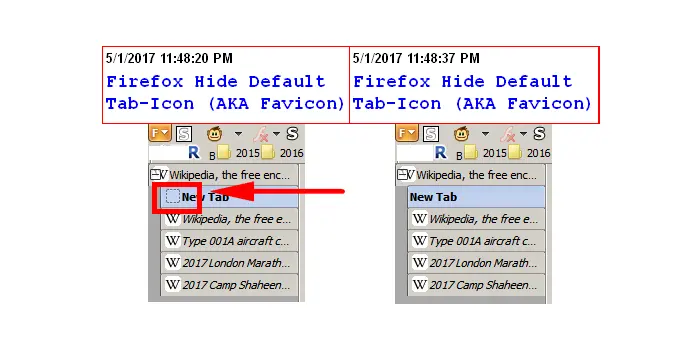 5/1/2017 11:48:20 PM
Firefox Hide Default
Tab-Icon (AKA Favicon)
5/1/2017 11:48:37 PM
Firefox Hide Default
Tab-Icon (AKA Favicon)
F S S
R B 2015 2016
W Wikipedia, the free enc...
New Tab
W Wikipedia, the free e...
W Type 001A aircraft c...
W 2017 London Marath...
W 2017 Camp Shaheen...
F S S
R B 2015 2016
W Wikipedia, the free enc...
New Tab
W Wikipedia, the free e...
W Type 001A aircraft c...
W 2017 London Marath...
W 2017 Camp Shaheen...